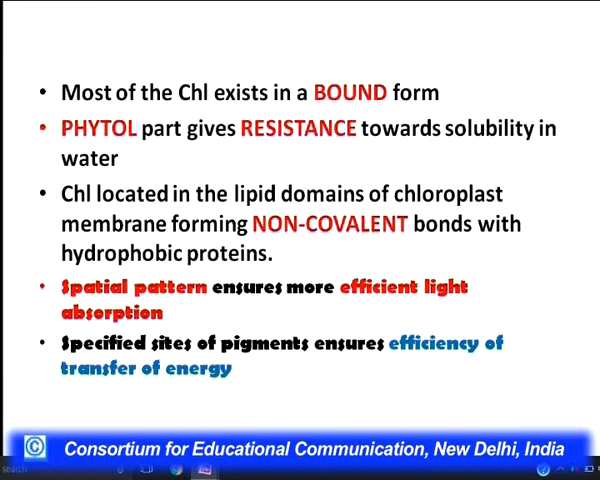 • Most of the Chl exists in a BOUND form
• PHYTOL part gives RESISTANCE towards solubility in
water
• Chl located in the lipid domains of chloroplast
membrane forming NON-COVALENT bonds with
hydrophobic proteins.
• Spatial pattern ensures more efficient light
absorption
• Specified sites of pigments ensures efficiency of
transfer of energy
© Consortium for Educational Communication, New Delhi, India
search